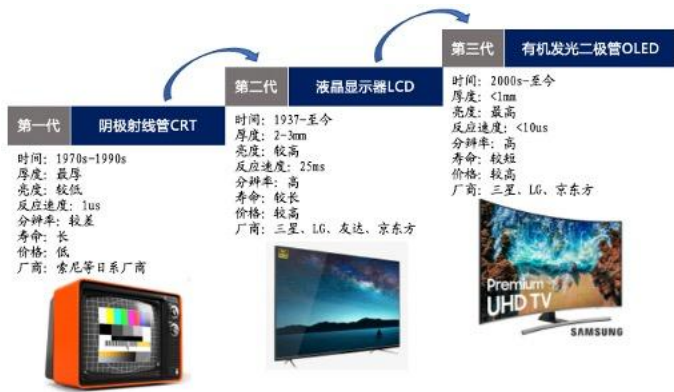 第一代 阴极射线管CRT
时间：1970s-1990s
厚度：最厚
亮度：较低
反应速度：1us
分辨率：较差
寿命：长
价格：低
厂商：索尼等日系厂商
第二代 液晶显示器LCD
时间：1937-至今
厚度：2-3mm
亮度：较高
反应速度：25ms
分辨率：高
寿命：较长
价格：较高
厂商：三星、LG、友达、京东方
第三代 有机发光二极管OLED
时间：2000s-至今
厚度：<1mm
亮度：最高
反应速度：<10us
分辨率：高
寿命：较短
价格：较高
厂商：三星、LG、京东方
Premium
UHD TV
SAMSUNG